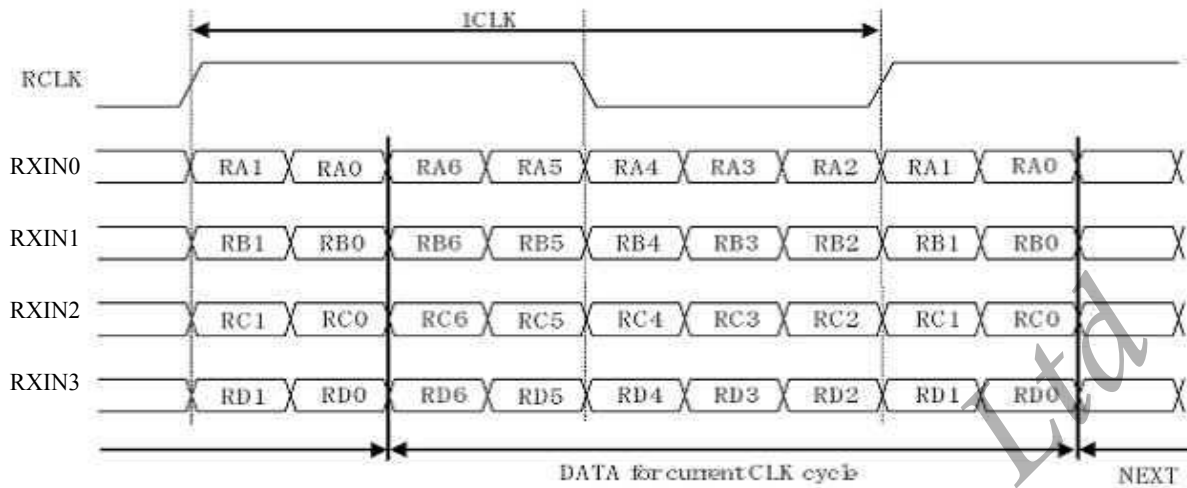 1CLK
RCLK
RXIN0 RA1 RA0 RA6 RA5 RA4 RA3 RA2 RA1 RA0
RXIN1 RB1 RB0 RB6 RB5 RB4 RB3 RB2 RB1 RB0
RXIN2 RC1 RC0 RC6 RC5 RC4 RC3 RC2 RC1 RC0
RXIN3 RD1 RD0 RD6 RD5 RD4 RD3 RD2 RD1 RD0
Ltd
DATA for current CLK cycle NEXT